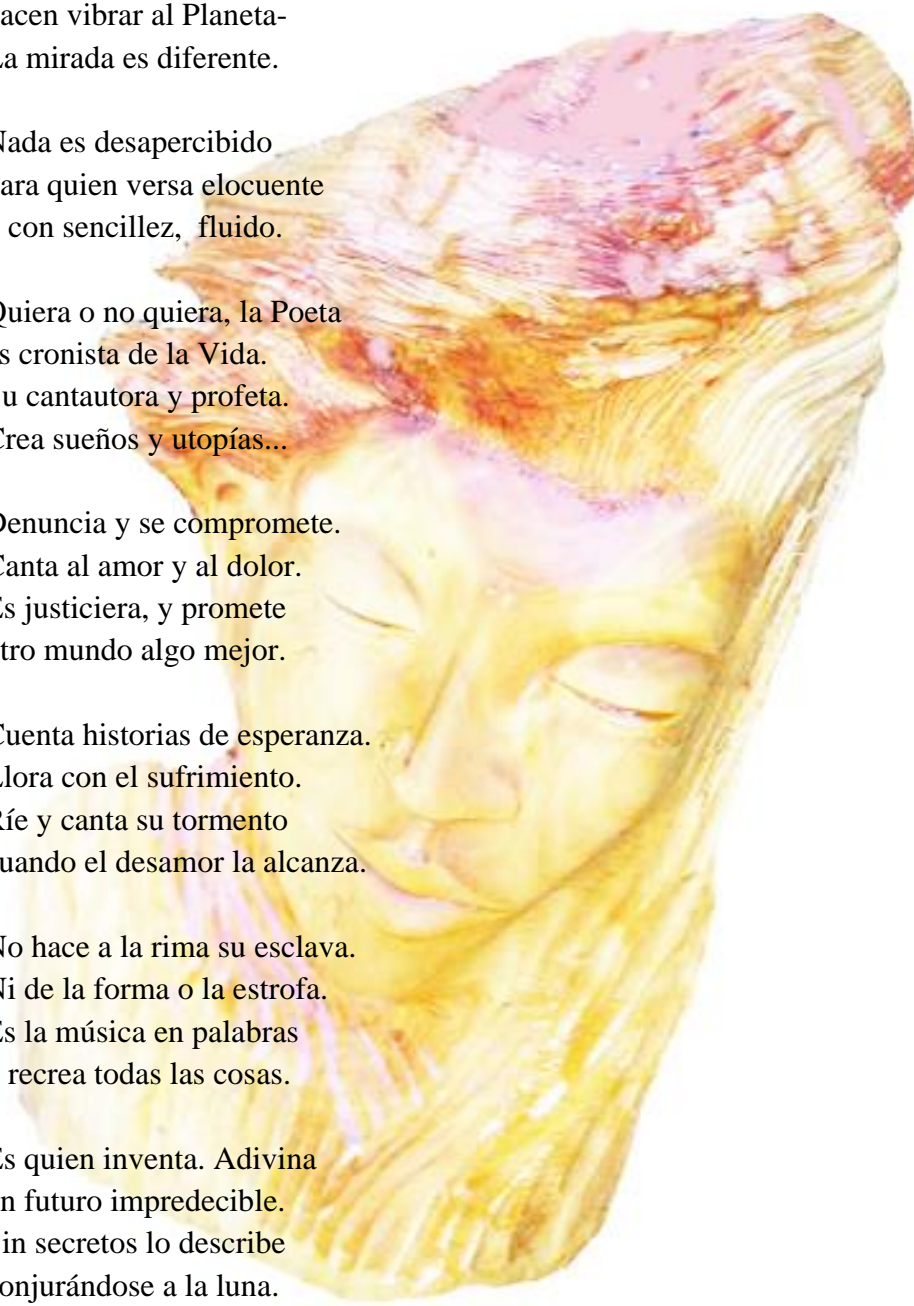 acen vibrar al Planeta-
La mirada es diferente.
Nada es desapercibido
ara quien versa elocuente
con sencillez, fluido.
Quiera o no quiera, la Poeta
s cronista de la Vida.
u cantautora y profeta.
Crea sueños y utopías...
Denuncia y se compromete.
Canta al amor y al dolor.
Es justiciera, y promete
tro mundo algo mejor.
Cuenta historias de esperanza.
Llora con el sufrimiento.
Ríe y canta su tormento
uando el desamor la alcanza.
No hace a la rima su esclava.
Ni de la forma o la estrofa.
Es la música en palabras
recrea todas las cosas.
Es quien inventa. Adivina
n futuro impredecible.
in secretos lo describe
onjurándose a la luna.